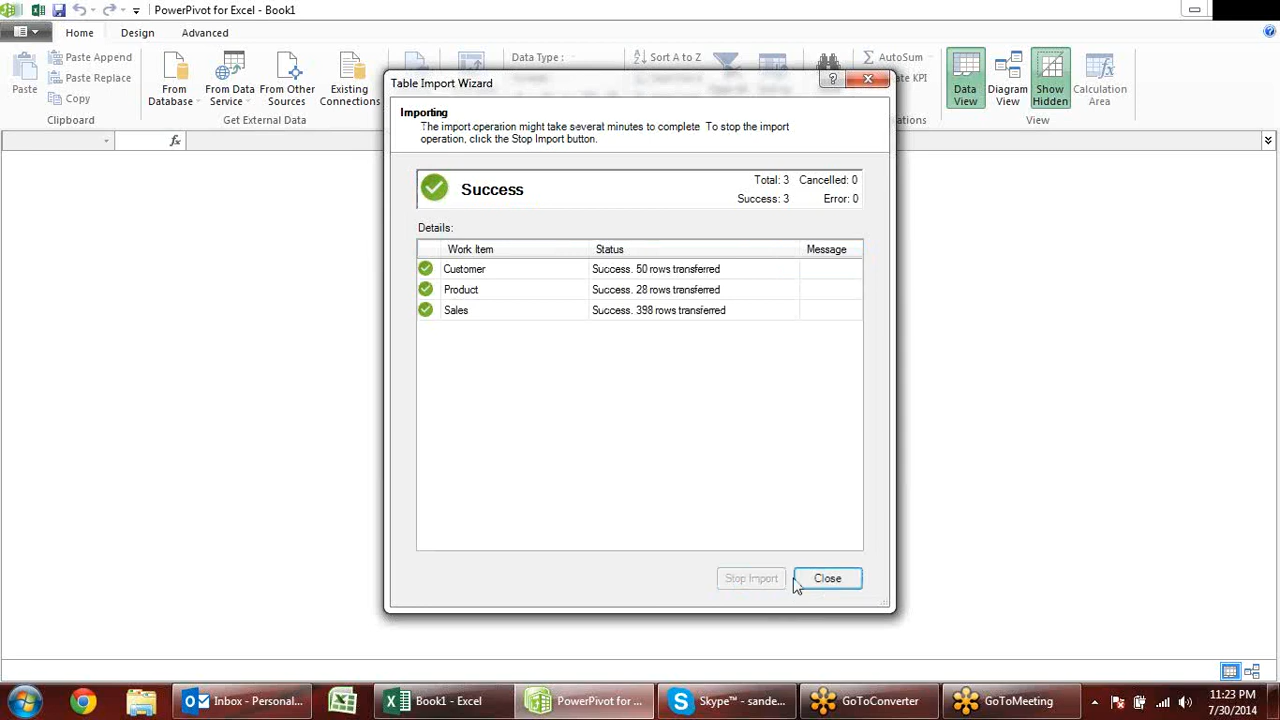 PowerPivot for Excel - Book1
Home Design Advanced
Paste
Paste Append
Paste Replace
Copy
Clipboard
From Database
From Data Service
From Other Sources
Existing Connections
Get External Data
Data Type :
Sort A to Z
AutoSum
te KPI
ations
Data View
Diagram View
Show Hidden
Calculation Area
View
fx
Table Import Wizard
Importing
The import operation might take several minutes to complete To stop the import
operation, click the Stop Import button.
Success
Total: 3 Cancelled: 0
Success: 3 Error: 0
Details:
Work Item Status Message
Customer Success. 50 rows transferred
Product Success. 28 rows transferred
Sales Success. 398 rows transferred
Stop Import Close
Inbox - Personal...
Book1 - Excel
PowerPivot for ...
Skype™ - sande...
GoToConverter
GoToMeeting
11:23 PM
7/30/2014